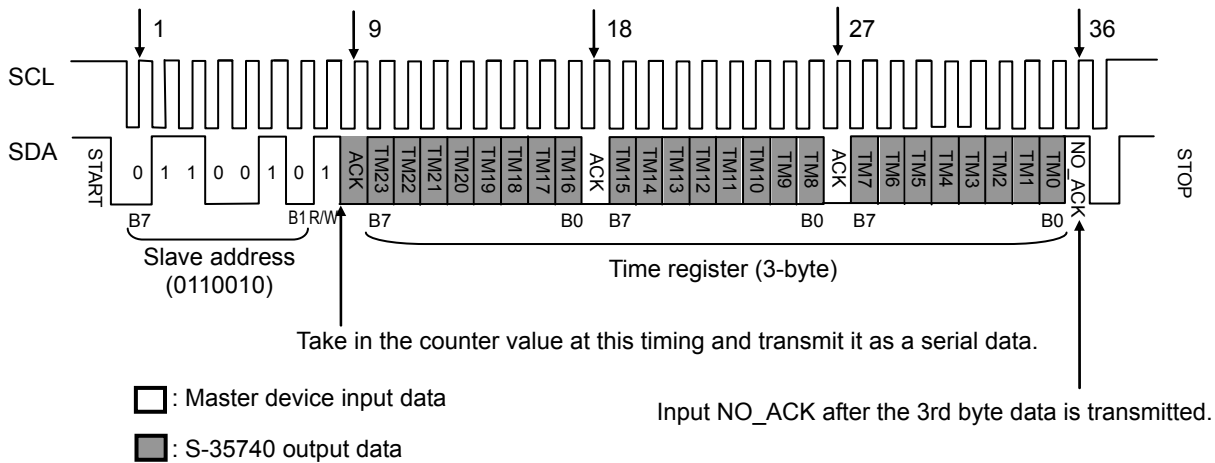 1 9 18 27 36
SCL
SDA
START 0 1 1 0 0 1 0 1 ACK TM23 TM22 TM21 TM20 TM19 TM18 TM17 TM16 ACK TM15 TM14 TM13 TM12 TM11 TM10 TM9 TM8 ACK TM7 TM6 TM5 TM4 TM3 TM2 TM1 TM0 NO_ACK STOP
B7 B1 R/W B7 B0 B7 B0 B7 B0
Slave address
(0110010)
Time register (3-byte)
Take in the counter value at this timing and transmit it as a serial data.
: Master device input data
Input NO_ACK after the 3rd byte data is transmitted.
: S-35740 output data